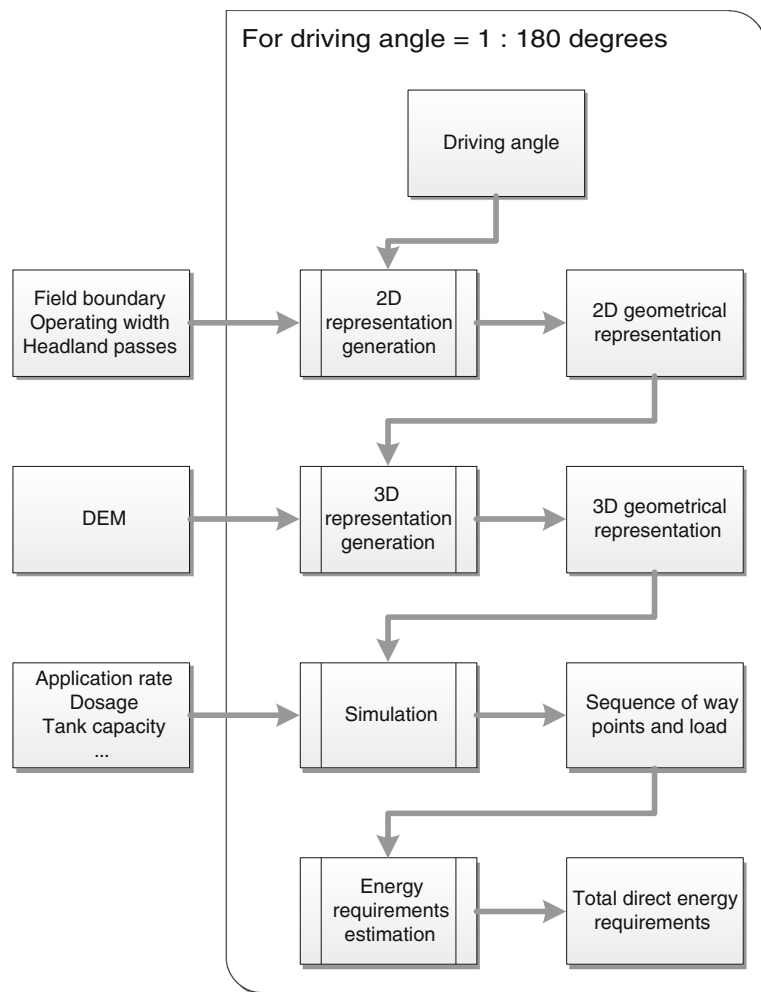 For driving angle = 1 : 180 degrees
Driving angle
Field boundary
Operating width
Headland passes
2D
representation
generation
2D geometrical
representation
DEM
3D
representation
generation
3D geometrical
representation
Application rate
Dosage
Tank capacity
...
Simulation
Sequence of way
points and load
Energy
requirements
estimation
Total direct energy
requirements